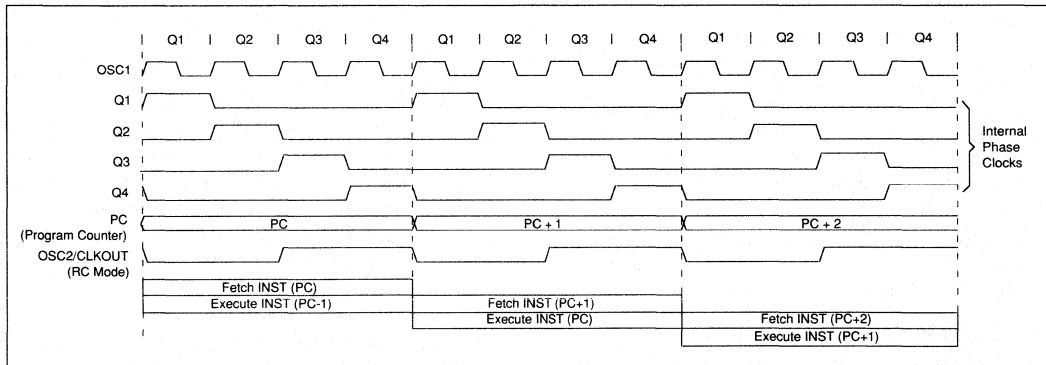 | Q1 | Q2 | Q3 | Q4 | Q1 | Q2 | Q3 | Q4 | Q1 | Q2 | Q3 | Q4 |
OSC1
Q1
Q2
Q3
Q4
Internal
Phase
Clocks
PC
(Program Counter)
PC PC + 1 PC + 2
OSC2/CLKOUT
(RC Mode)
Fetch INST (PC)
Execute INST (PC-1) Fetch INST (PC+1)
Execute INST (PC) Fetch INST (PC+2)
Execute INST (PC+1)